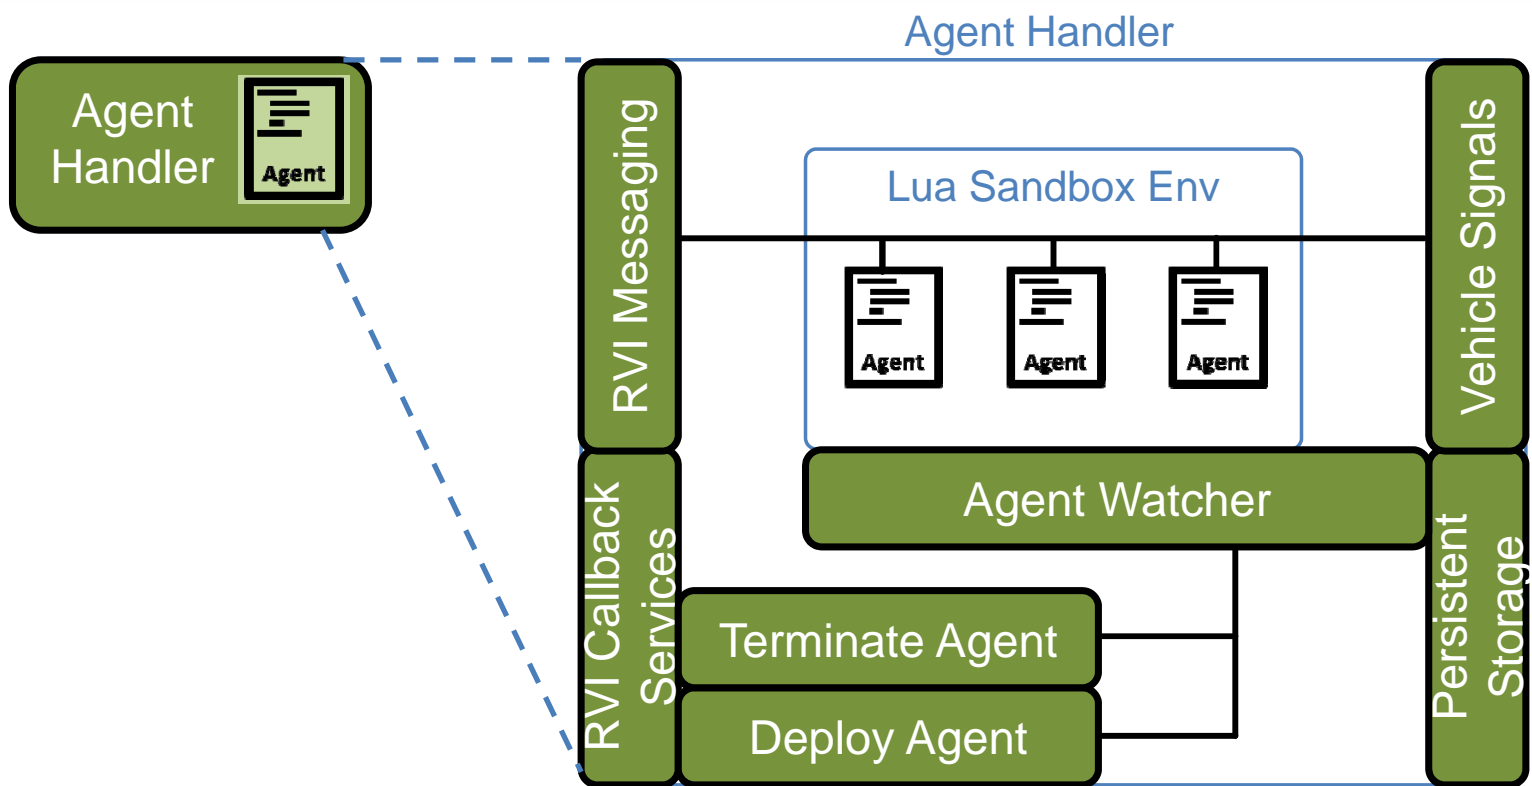 Agent Handler
Agent
Handler
Agent
RVI Messaging
Lua Sandbox Env
Agent
Agent
Agent
Vehicle Signals
Agent Watcher
RVI Callback
Services
Terminate Agent
Deploy Agent
Persistent
Storage